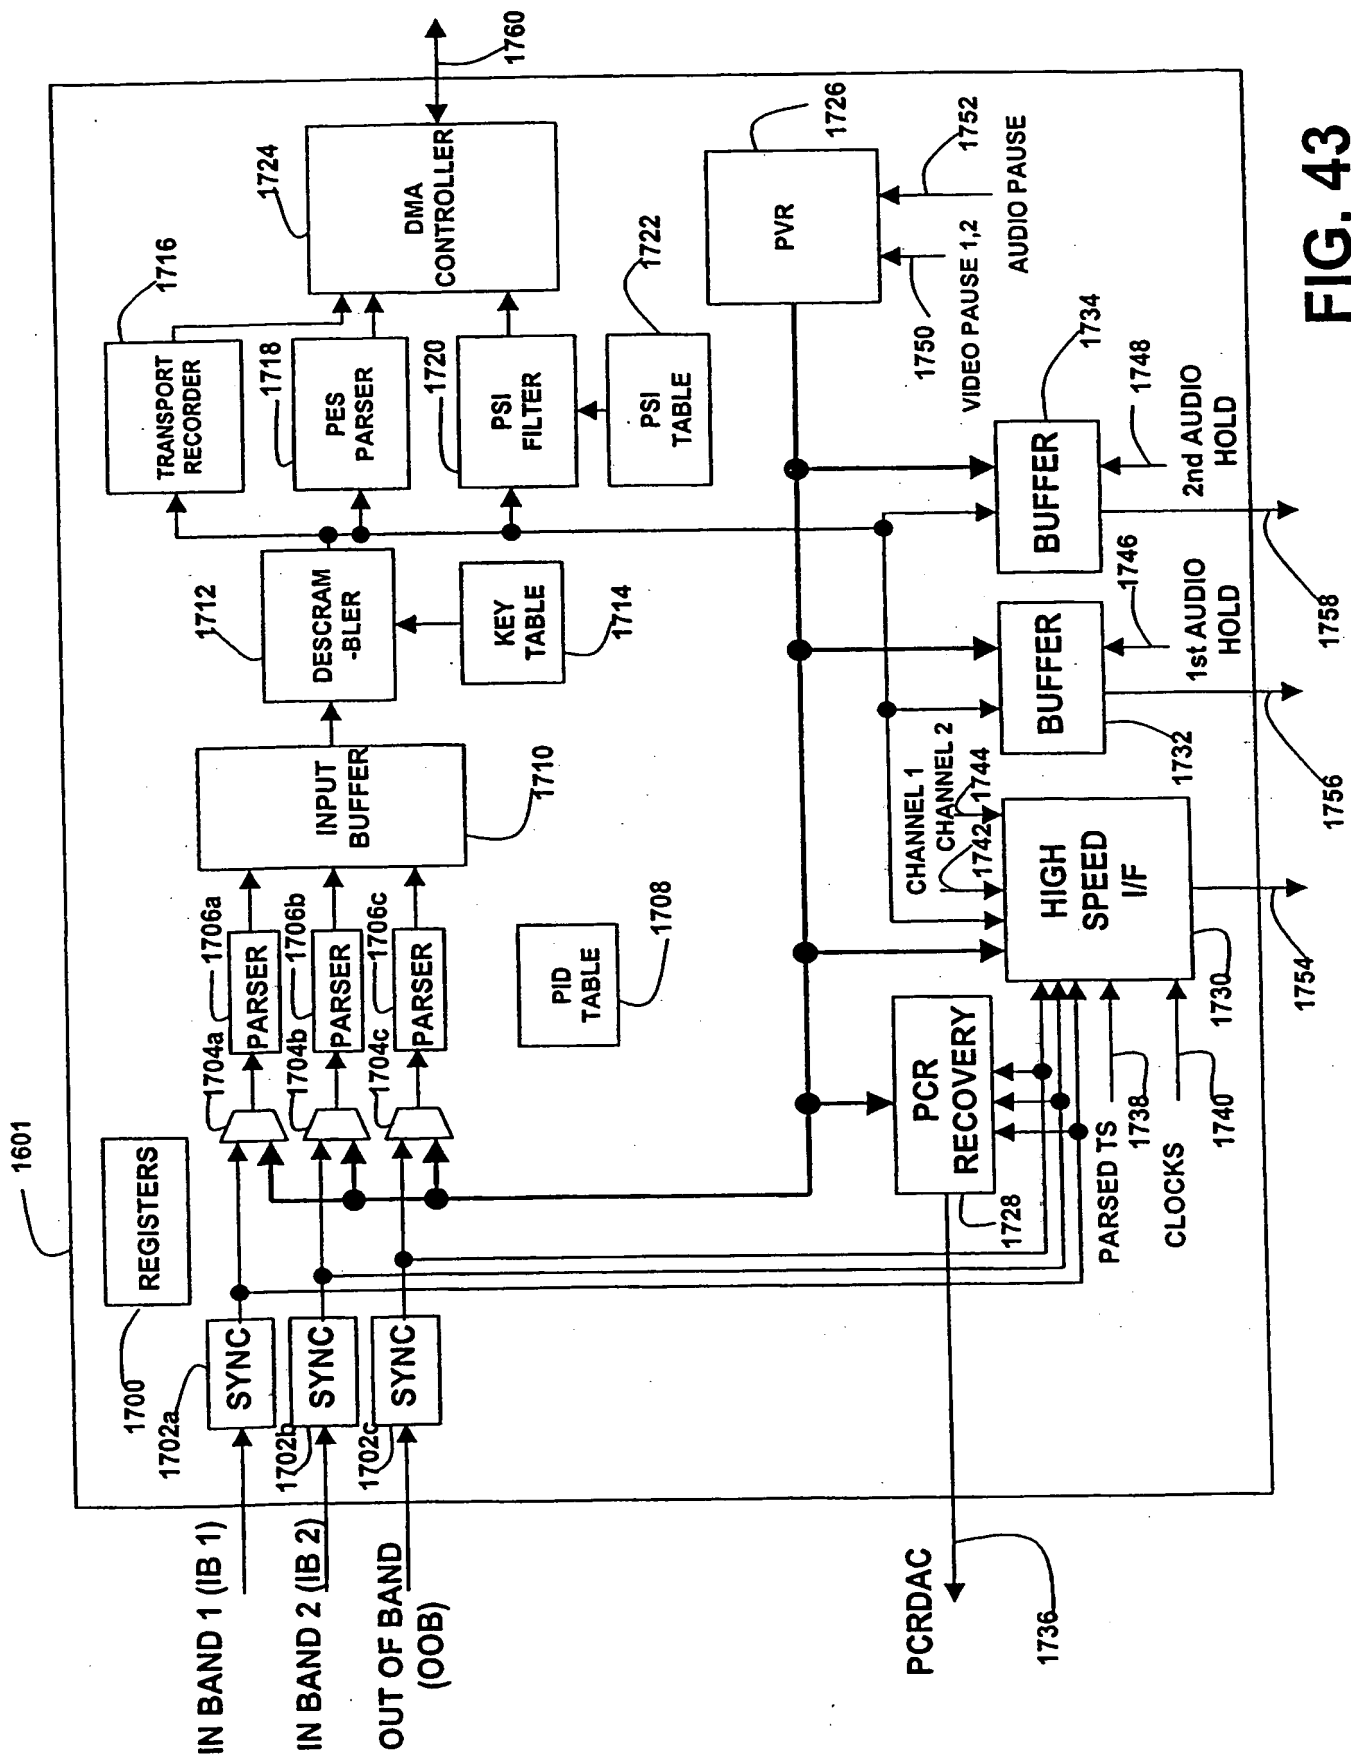 1601
1700
REGISTERS
IN BAND 1 (IB 1)
1702a
SYNC
1704a
1706a
PARSER
IN BAND 2 (IB 2)
1702b
SYNC
1704b
1706b
PARSER
OUT OF BAND
(OOB)
1702c
SYNC
1704c
1706c
PARSER
INPUT
BUFFER
1710
1712
DESCRAM
-BLER
KEY
TABLE
1714
1716
TRANSPORT
RECORDER
1718
PES
PARSER
1720
PSI
FILTER
PSI
TABLE
1722
1724
DMA
CONTROLLER
1760
PID
TABLE
1708
PVR
1726
1750
VIDEO PAUSE 1,2
1752
AUDIO PAUSE
PCRDAC
1736
PCR
RECOVERY
1728
PARSED TS
1738
CLOCKS
1740
CHANNEL 1
1742
CHANNEL 2
1744
HIGH
SPEED
I/F
1730
1754
BUFFER
1732
1746
1st AUDIO
HOLD
1756
BUFFER
1734
1748
2nd AUDIO
HOLD
1758
FIG. 43